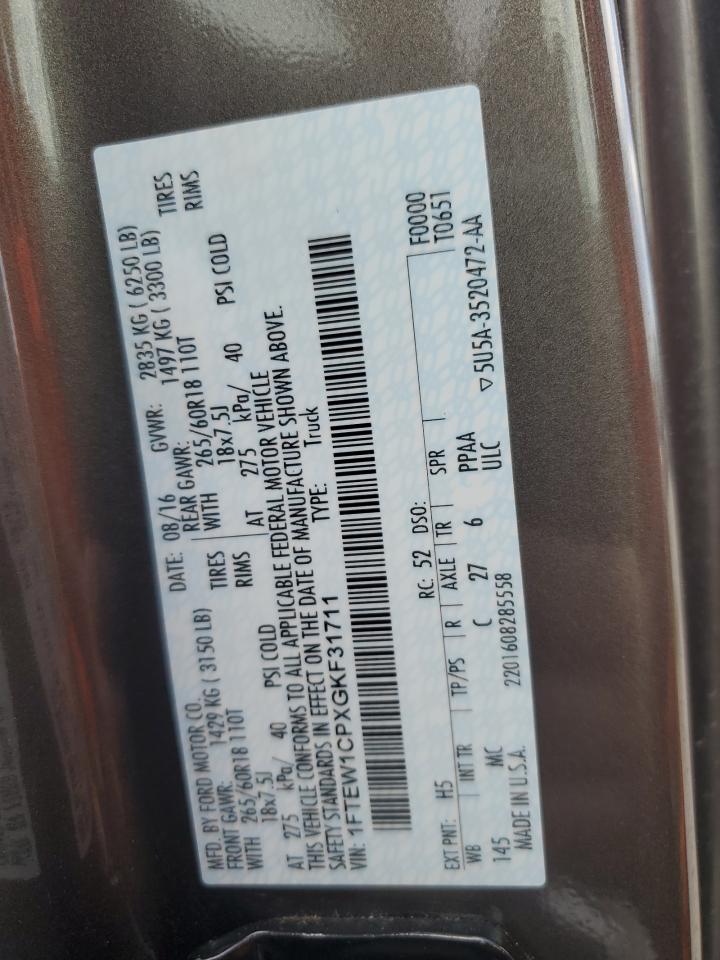 MFD. BY FORD MOTOR CO. DATE: 08/16 GVWR: 2835 KG ( 6250 LB)
FRONT GAWR: 1429 KG ( 3150 LB) REAR GAWR: 1497 KG ( 3300 LB)
WITH 265/60R18 110T TIRES WITH 265/60R18 110T TIRES
18x7.5J RIMS 18x7.5J RIMS
AT 275 kPa/ 40 PSI COLD AT 275 kPa/ 40 PSI COLD
THIS VEHICLE CONFORMS TO ALL APPLICABLE FEDERAL MOTOR VEHICLE
SAFETY STANDARDS IN EFFECT ON THE DATE OF MANUFACTURE SHOWN ABOVE.
VIN: 1FTEW1CPXGKF31711 TYPE: Truck
F0000
EXT PNT: H5 RC: 52 DSO: T0651
WB INT TR TP/PS R AXLE TR SPR
145 MC C 27 6 PPAA
MADE IN U.S.A. 2201608285558 ULC ▽5U5A-3520472-AA